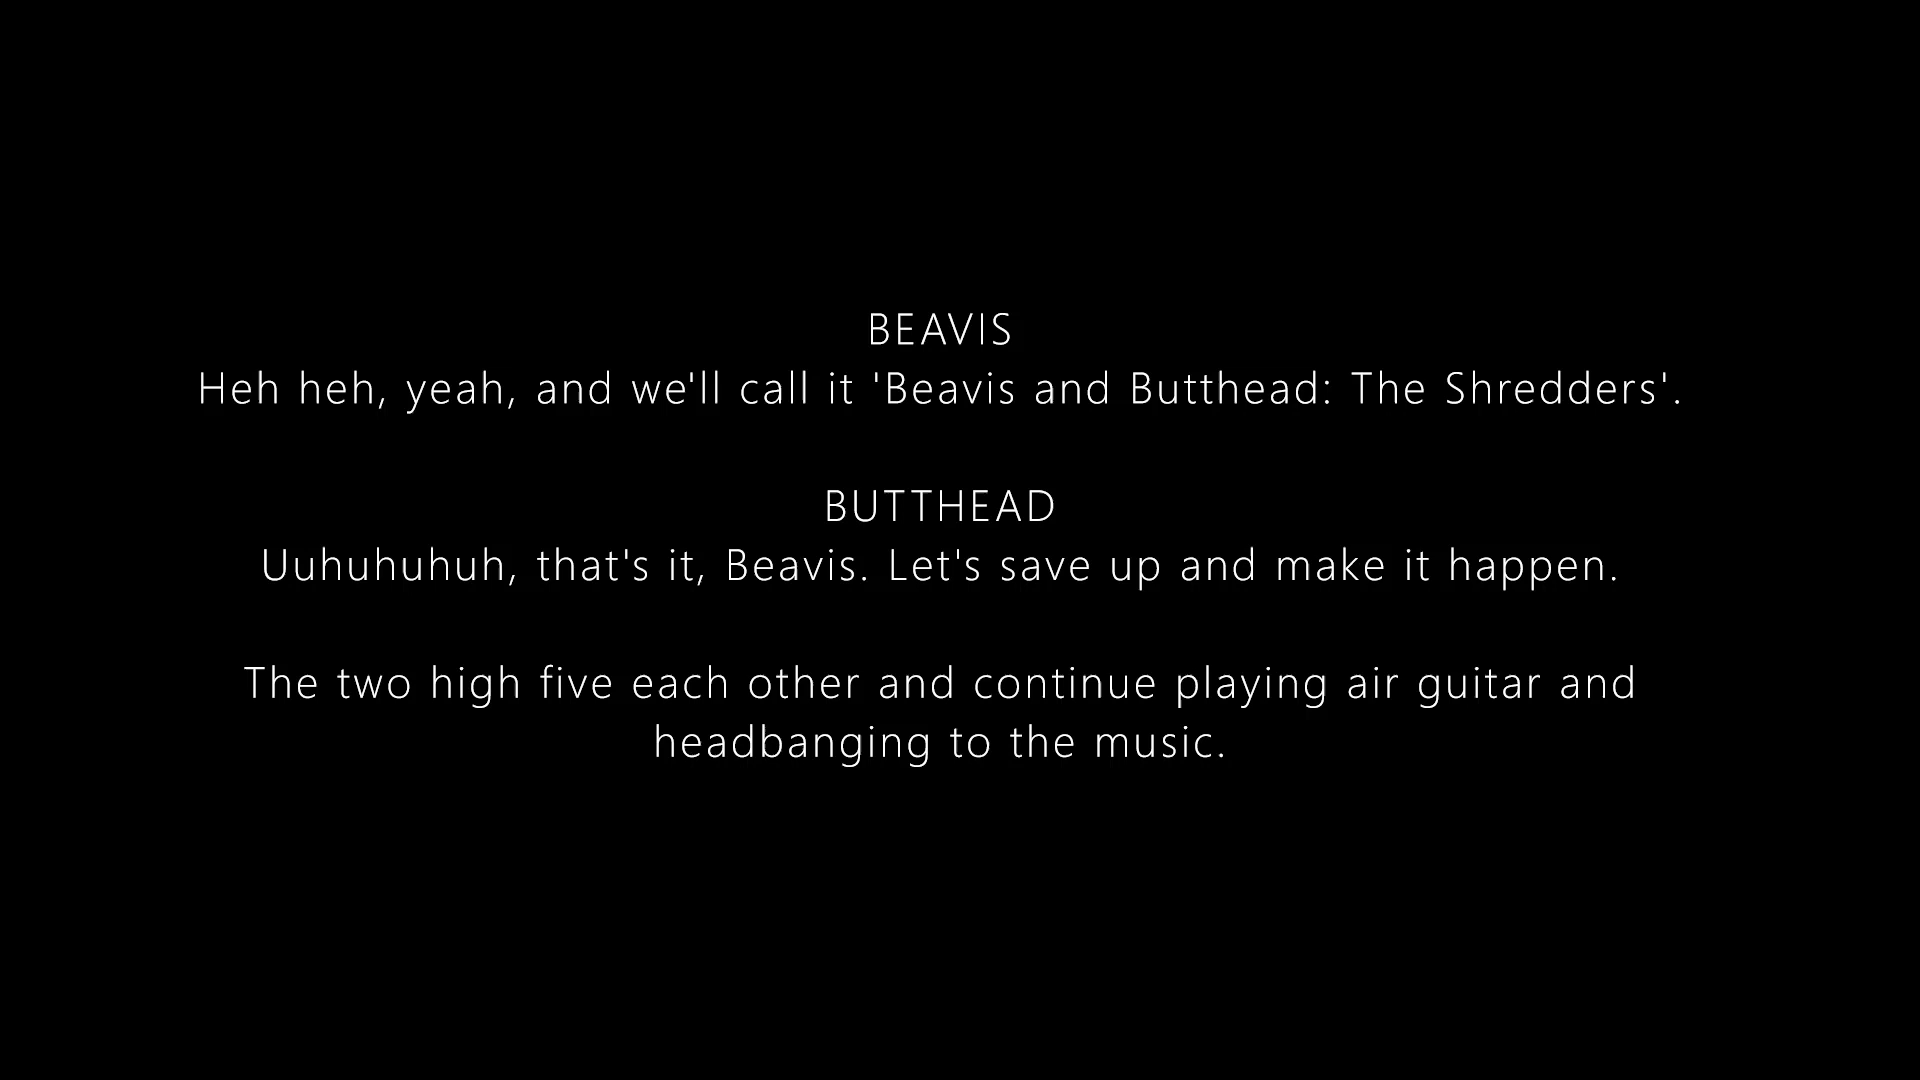 BEAVIS
Heh heh, yeah, and we'll call it 'Beavis and Butthead: The Shredders'.
BUTTHEAD
Uuhuhuhuh, that's it, Beavis. Let's save up and make it happen.
The two high five each other and continue playing air guitar and
headbanging to the music.